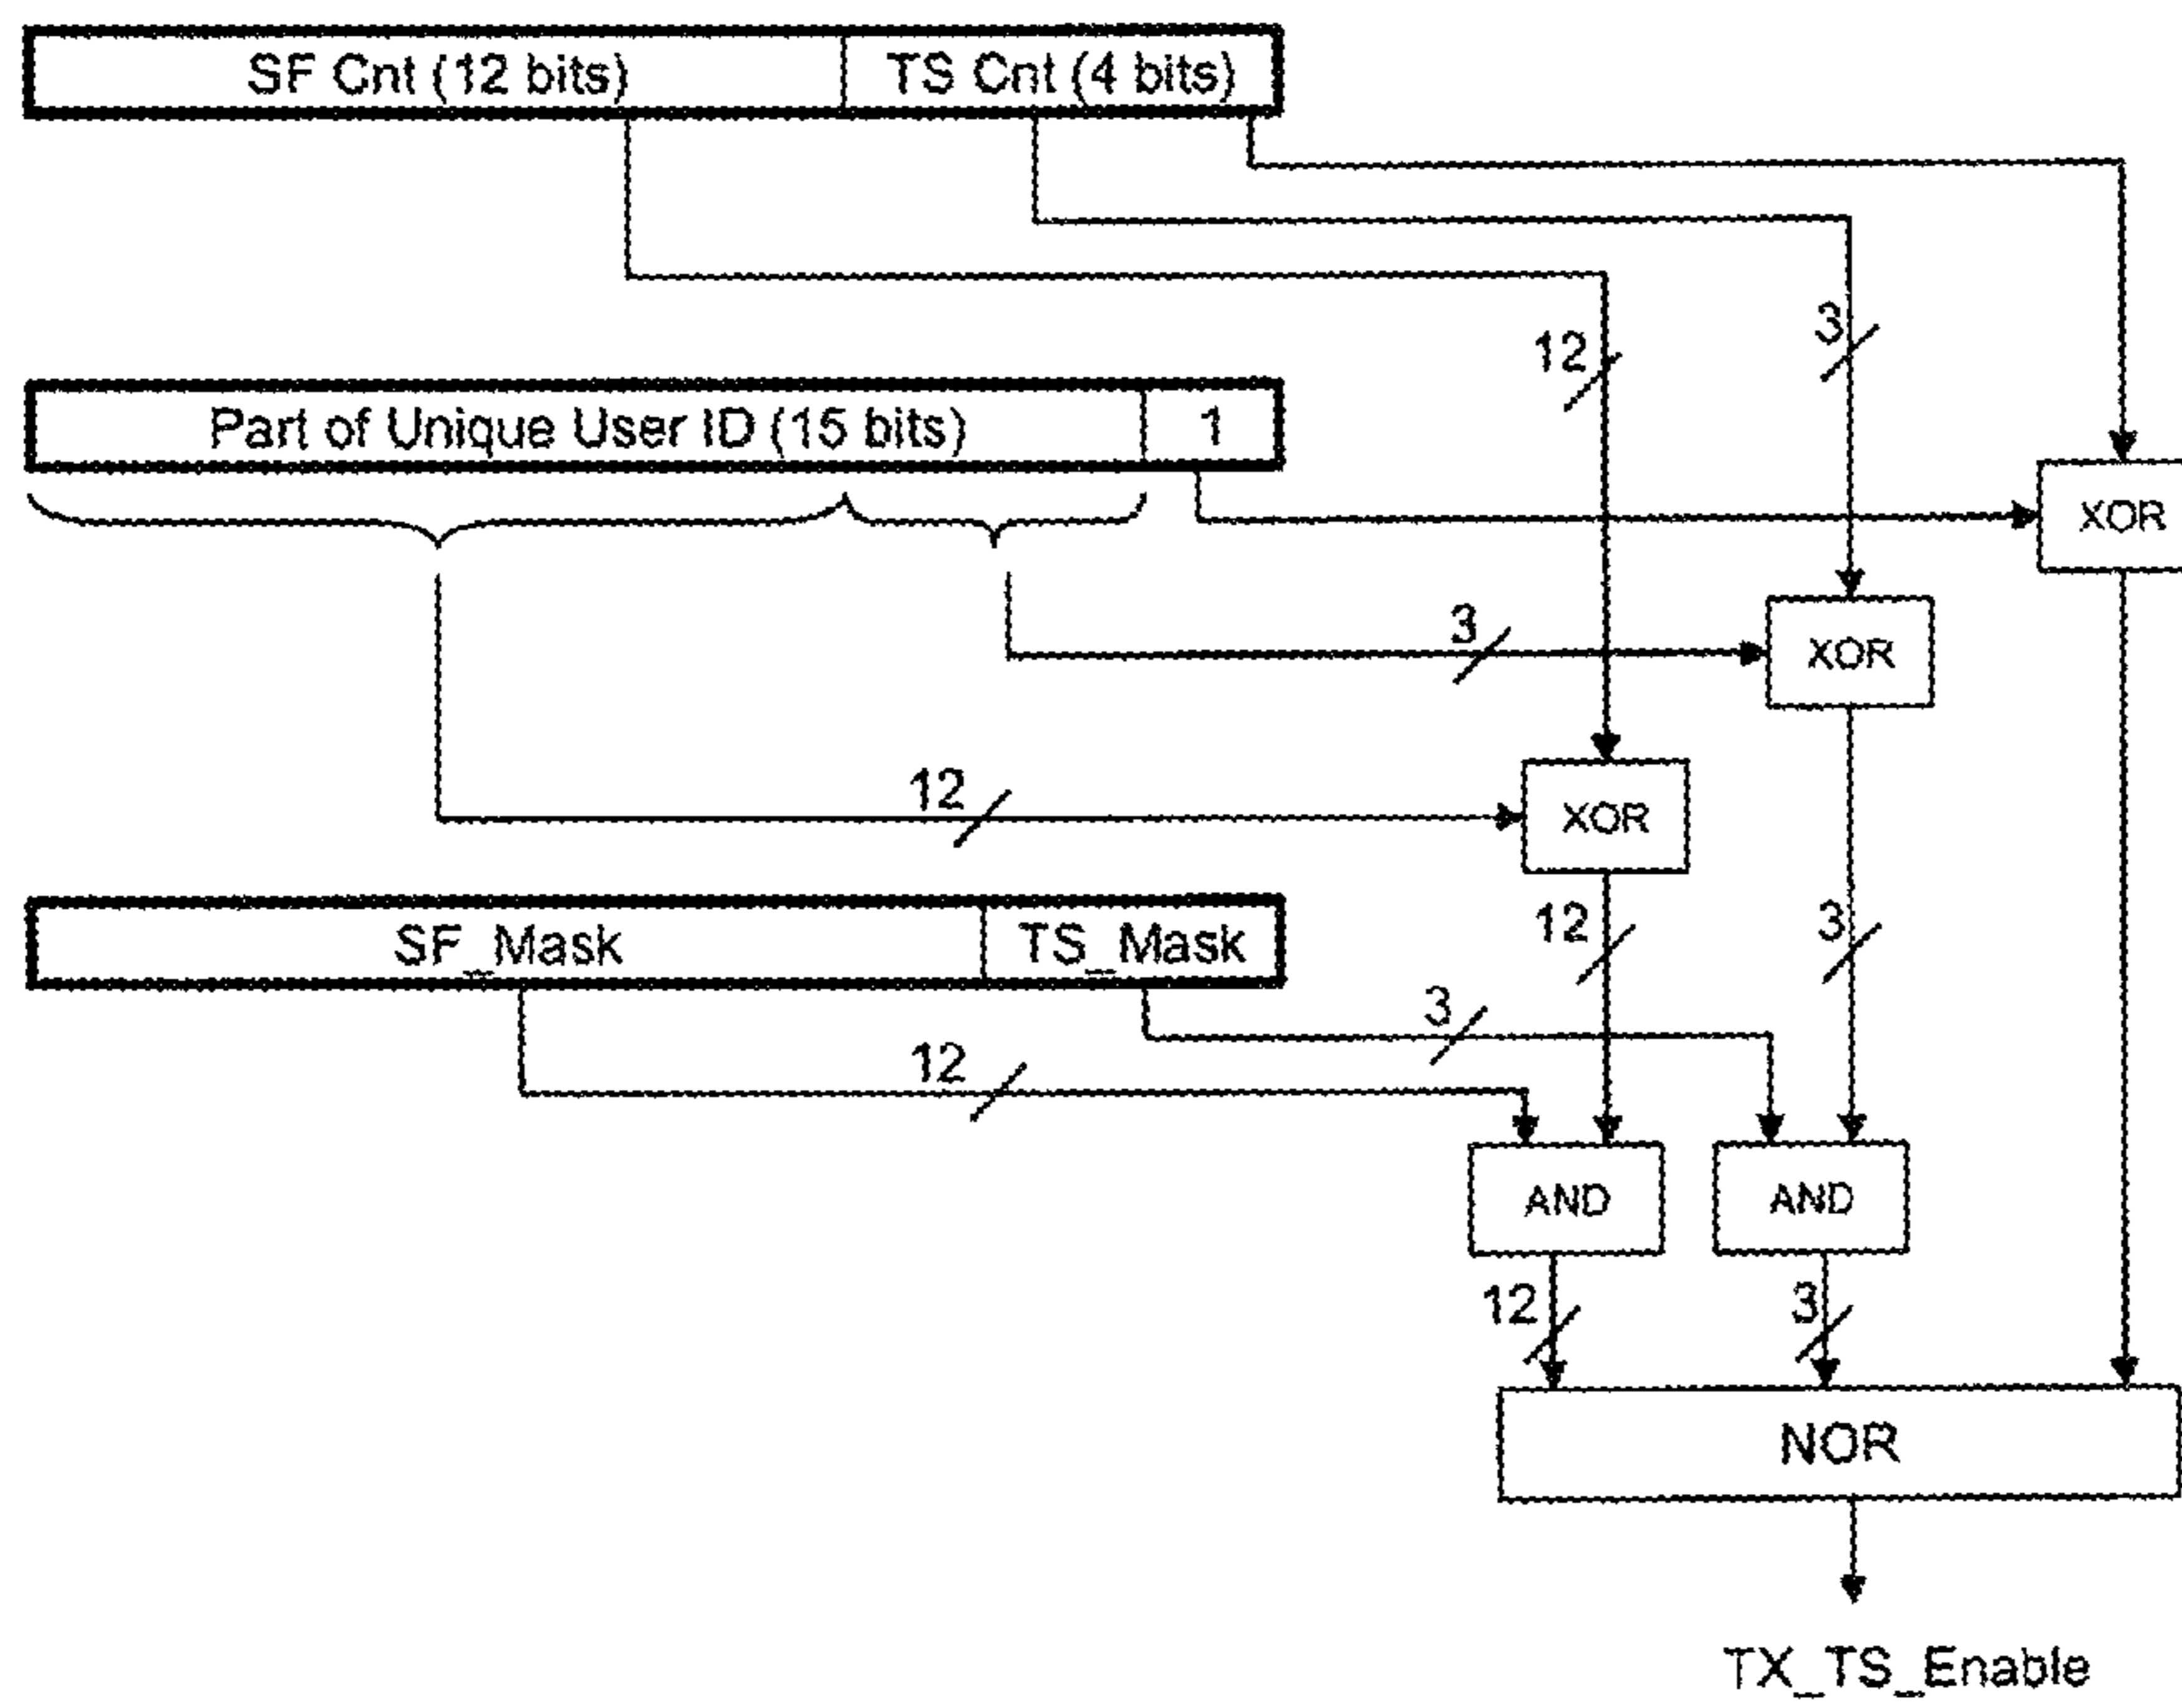 SF Cnt (12 bits) TS Cnt (4 bits)
3
12
Part of Unique User ID (15 bits) 1
XOR
3
XOR
12
XOR
SF_Mask TS_Mask
12
3
3
12
AND
AND
12
3
NOR
TX_TS_Enable